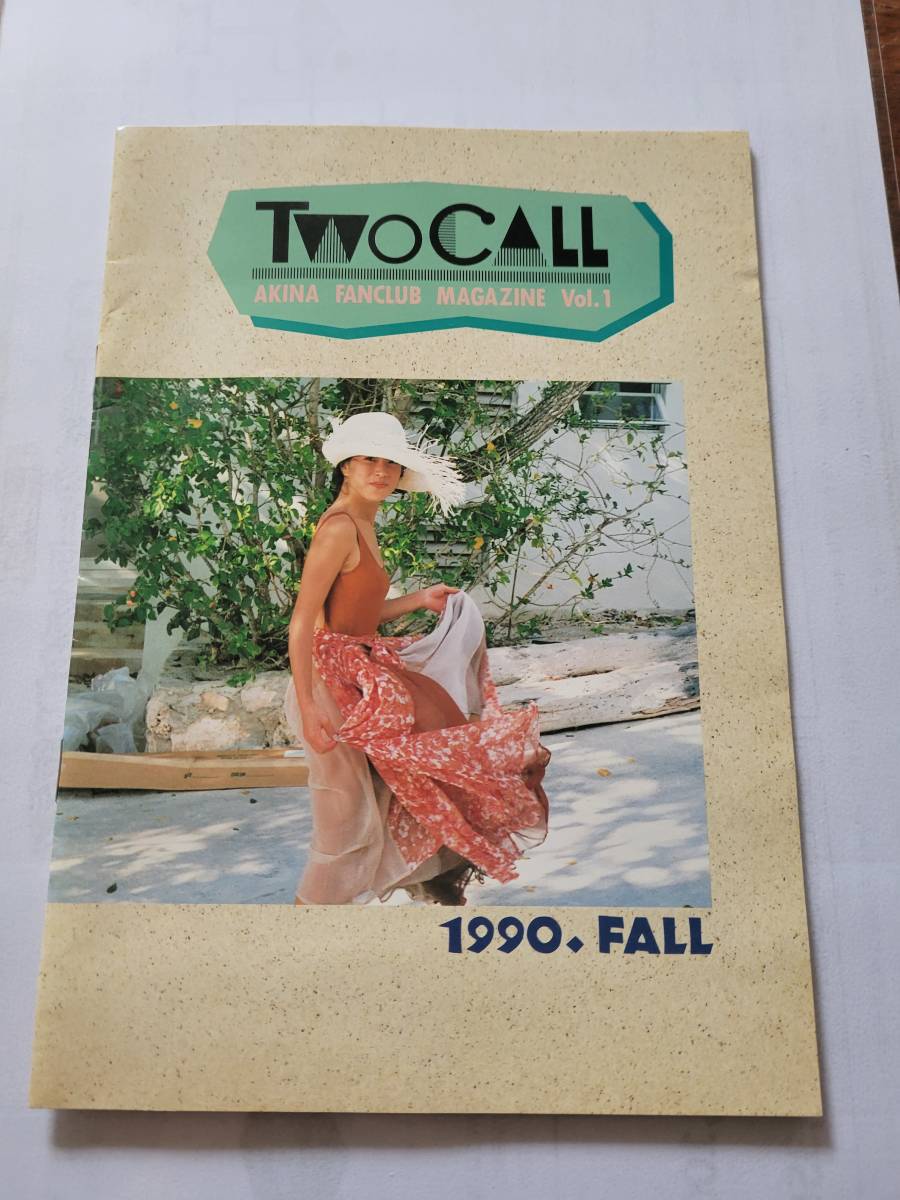 TWOCALL
AKINA FANCLUB MAGAZINE Vol.1
1990. FALL